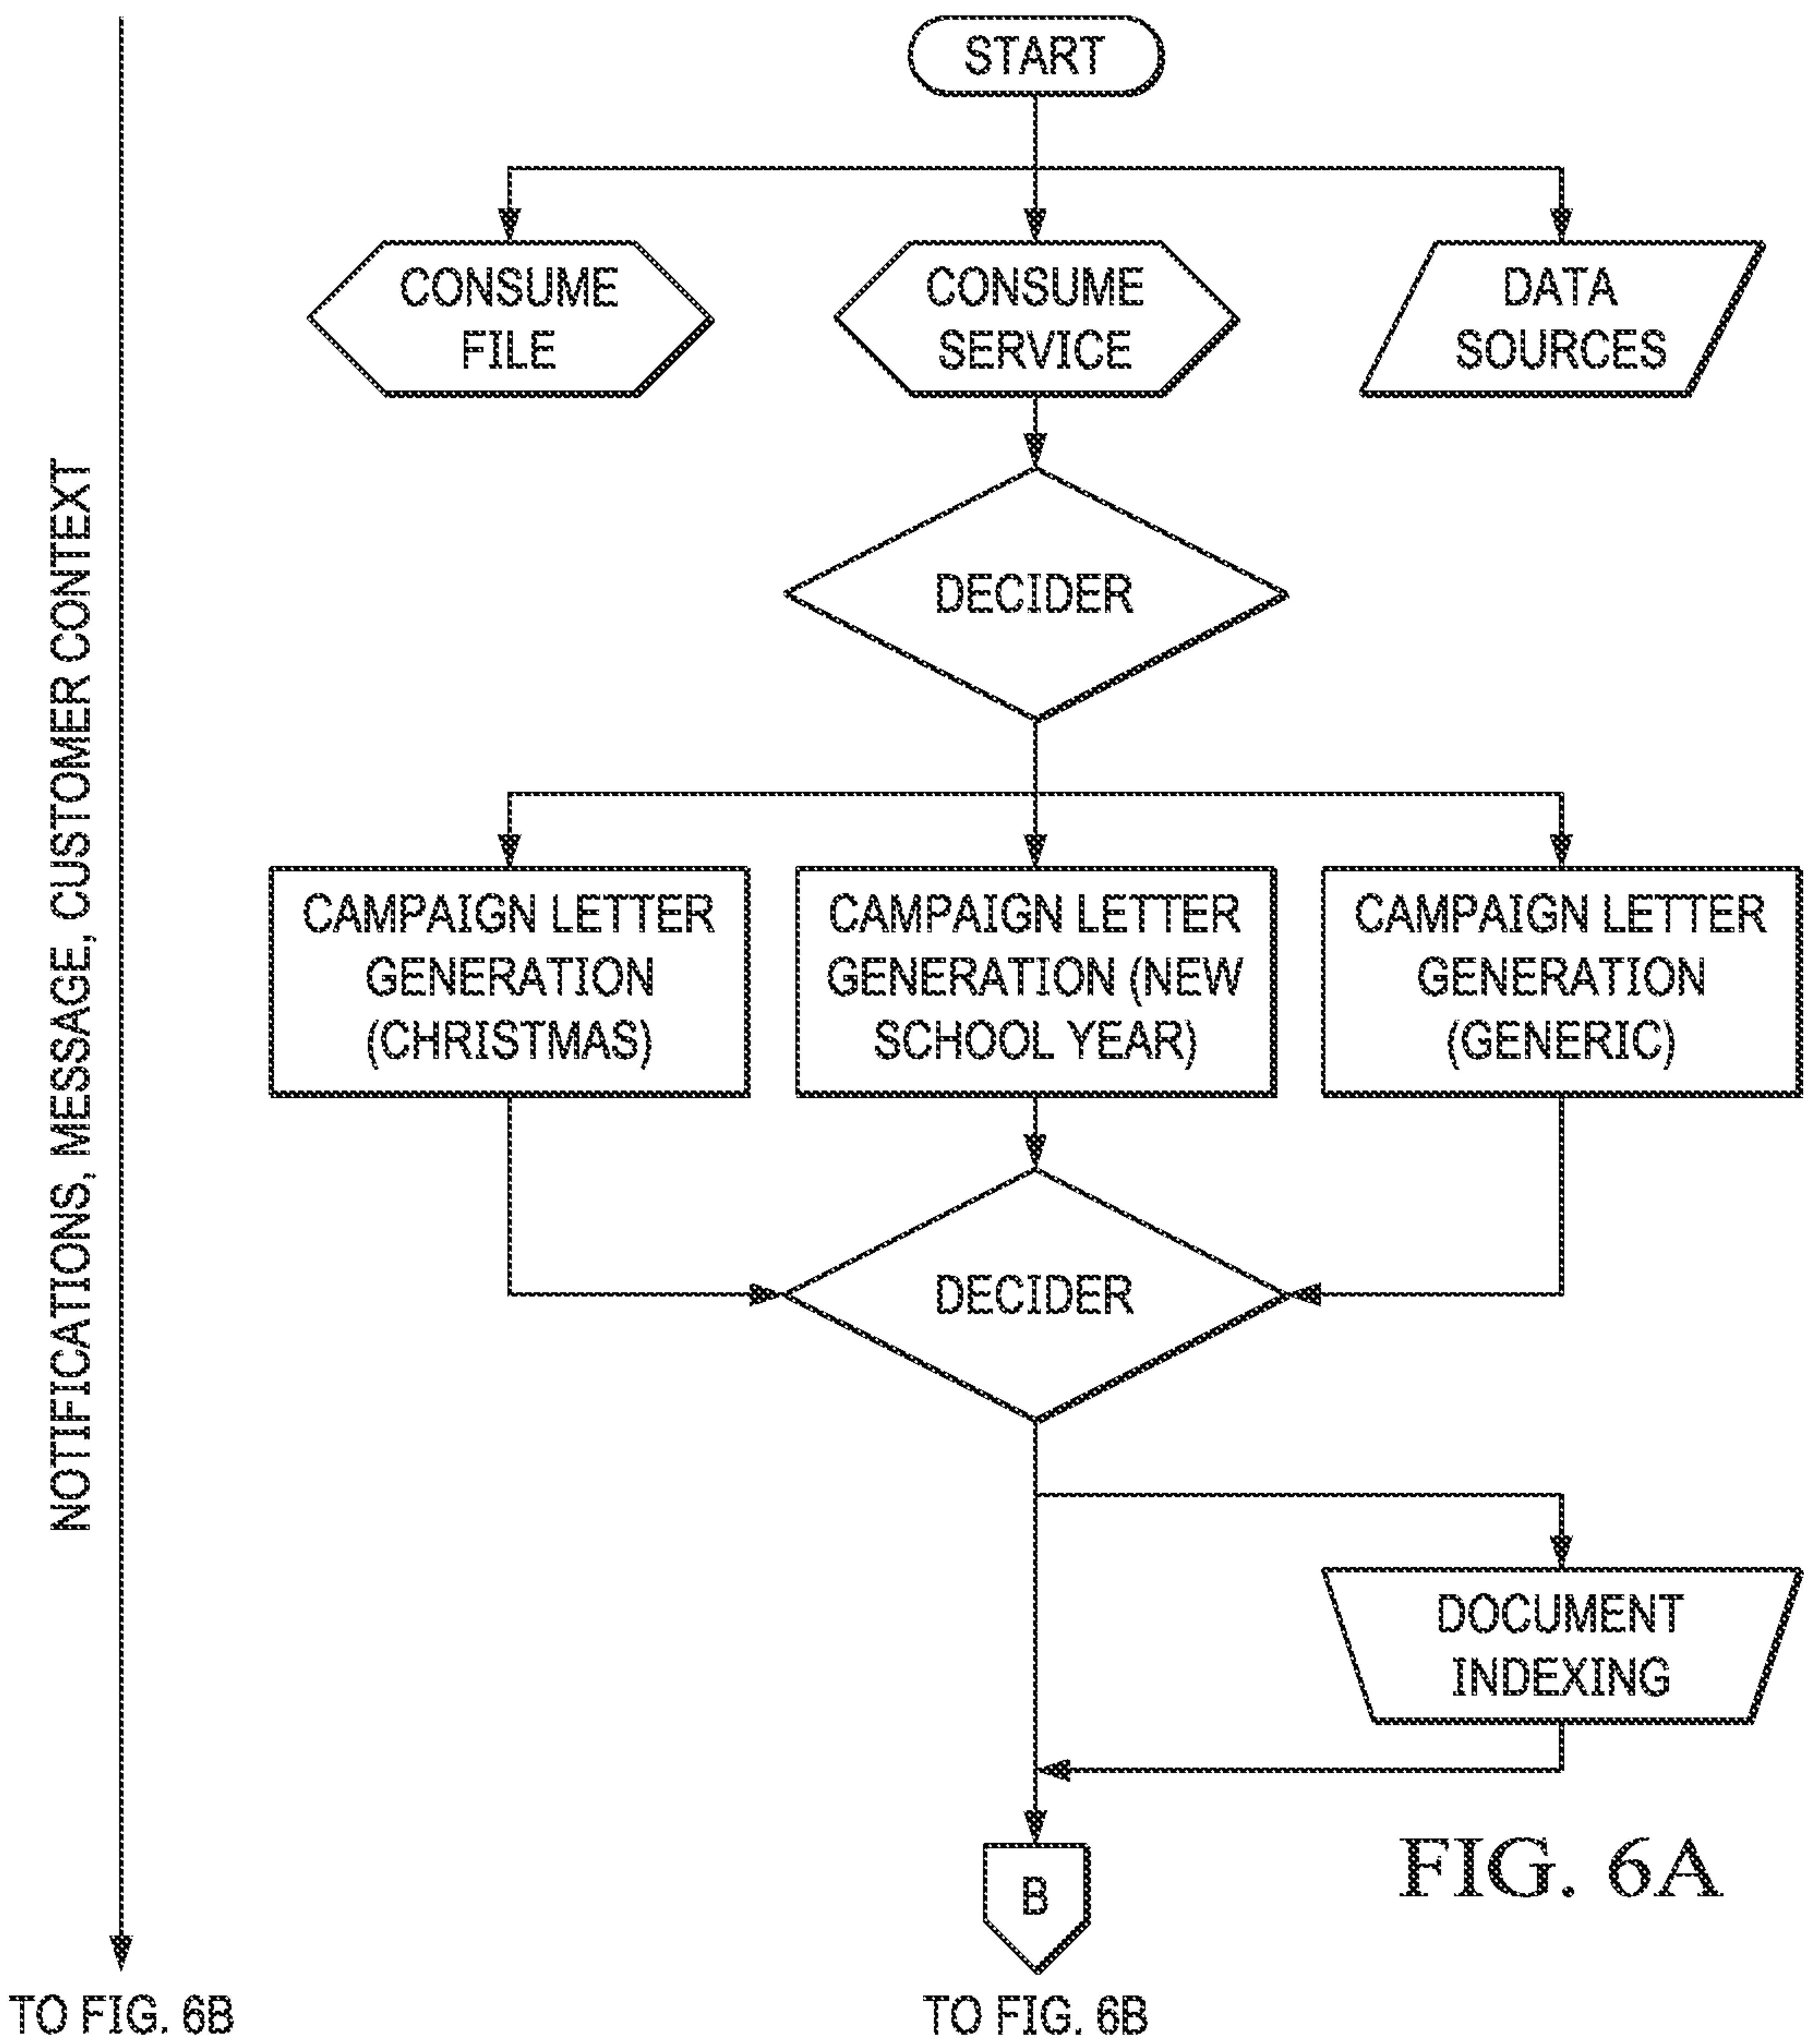 START
CONSUME
FILE
CONSUME
SERVICE
DATA
SOURCES
DECIDER
NOTIFICATIONS, MESSAGE, CUSTOMER CONTEXT
CAMPAIGN LETTER
GENERATION
(CHRISTMAS)
CAMPAIGN LETTER
GENERATION (NEW
SCHOOL YEAR)
CAMPAIGN LETTER
GENERATION
(GENERIC)
DECIDER
DOCUMENT
INDEXING
B
FIG. 6A
TO FIG. 6B
TO FIG. 6B